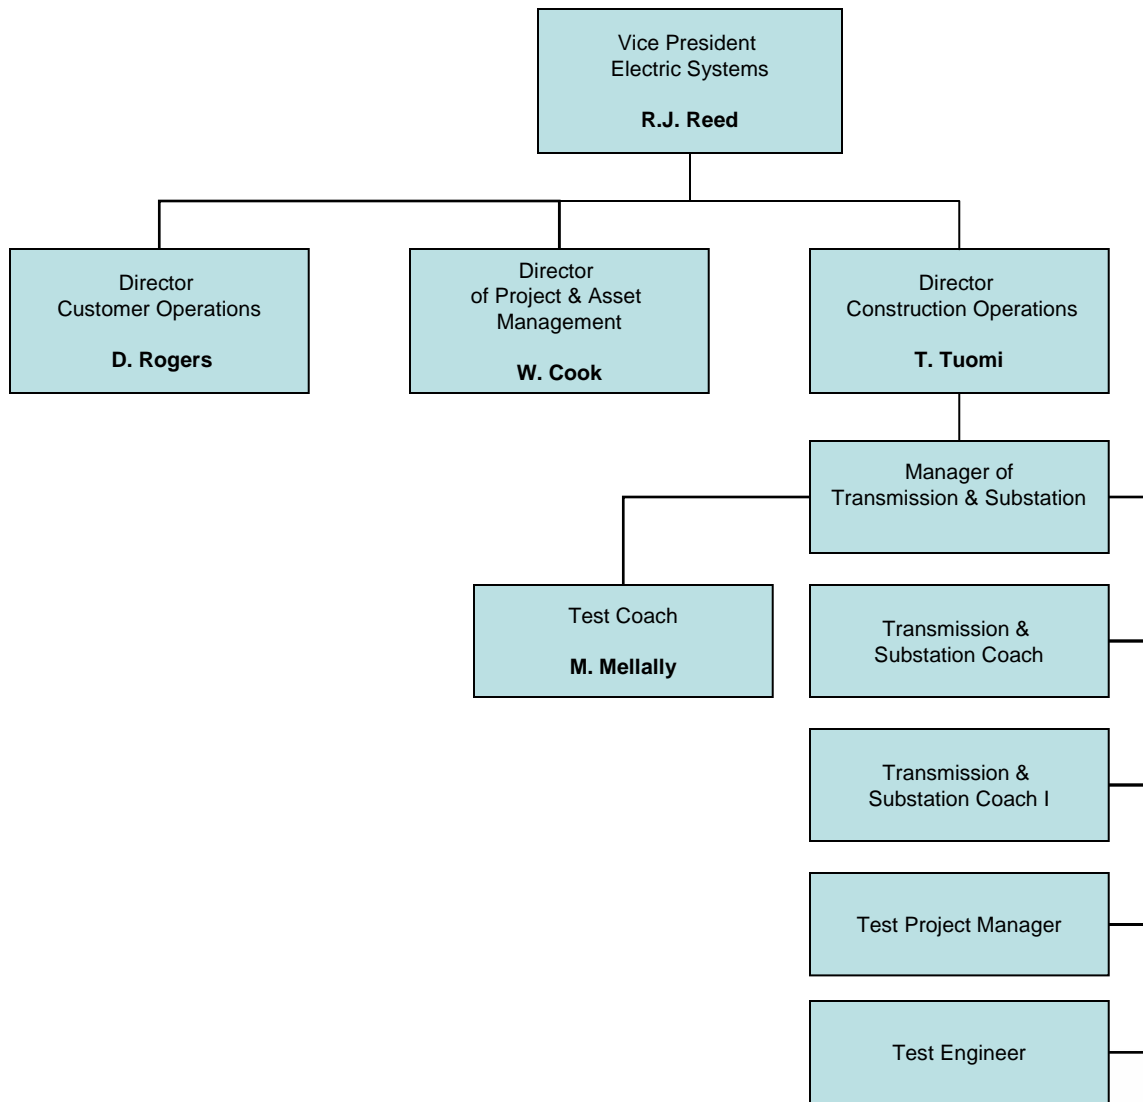 Vice President
Electric Systems
R.J. Reed
Director
Customer Operations
D. Rogers
Director
of Project & Asset
Management
W. Cook
Director
Construction Operations
T. Tuomi
Manager of
Transmission & Substation
Test Coach
M. Mellally
Transmission &
Substation Coach
Transmission &
Substation Coach I
Test Project Manager
Test Engineer